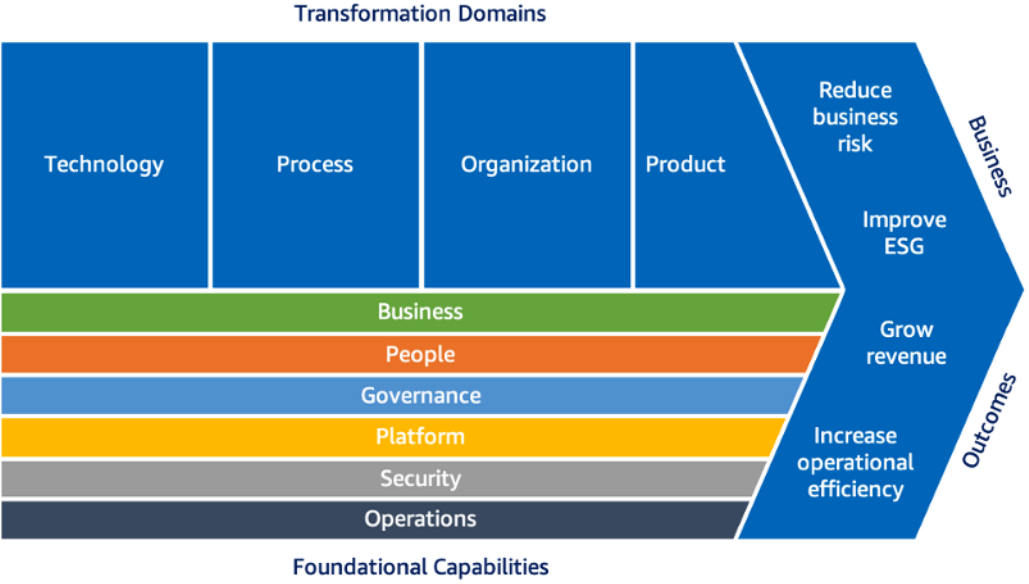 Transformation Domains
Technology
Process
Organization
Product
Reduce
business
risk
Improve
ESG
Grow
revenue
Increase
operational
efficiency
Business
Outcomes
Business
People
Governance
Platform
Security
Operations
Foundational Capabilities